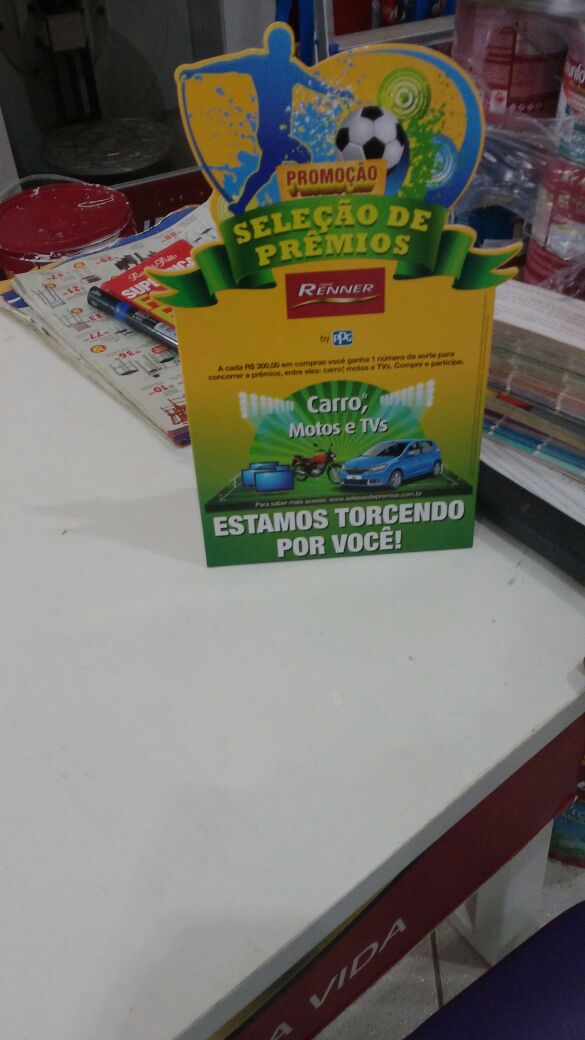 PROMOÇÃO
SELEÇÃO DE
PRÊMIOS
RENNER
by PPG
A cada R$ 300,00 em compras você ganha 1 número da sorte para
concorrer a prêmios, entre eles: carro, motos e TVs. Compre e participe.
Carro,
Motos e TVs
Para saber mais acesse: www.selecaodepremios.com.br
ESTAMOS TORCENDO
POR VOCÊ!
A VIDA